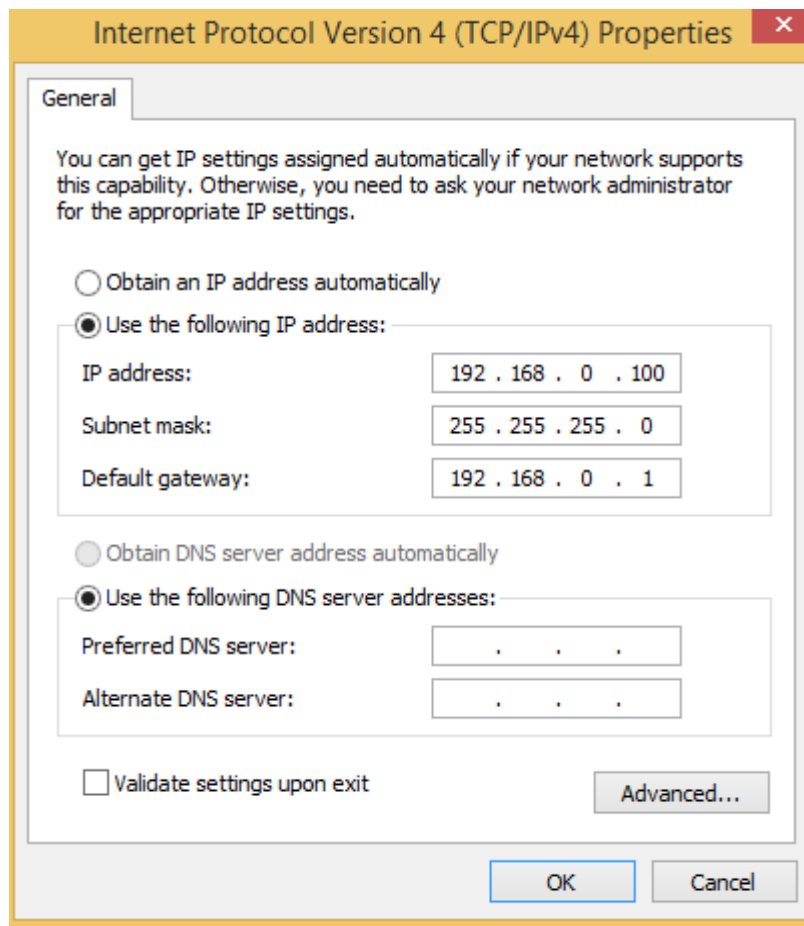 Internet Protocol Version 4 (TCP/IPv4) Properties
General
You can get IP settings assigned automatically if your network supports
this capability. Otherwise, you need to ask your network administrator
for the appropriate IP settings.
Obtain an IP address automatically
Use the following IP address:
IP address: 192 . 168 . 0 . 100
Subnet mask: 255 . 255 . 255 . 0
Default gateway: 192 . 168 . 0 . 1
Obtain DNS server address automatically
Use the following DNS server addresses:
Preferred DNS server: . . .
Alternate DNS server: . . .
Validate settings upon exit
Advanced...
OK Cancel